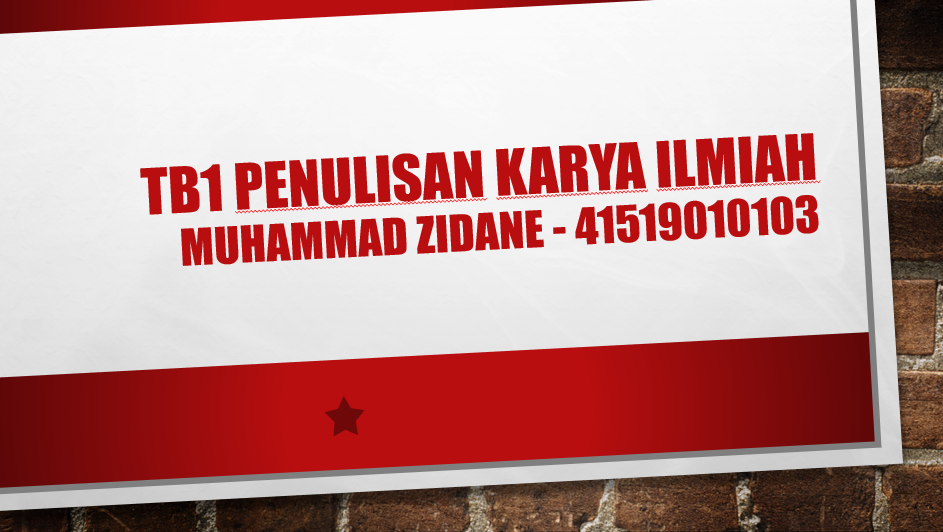 TB1 PENULISAN KARYA ILMIAH
MUHAMMAD ZIDANE - 41519010103